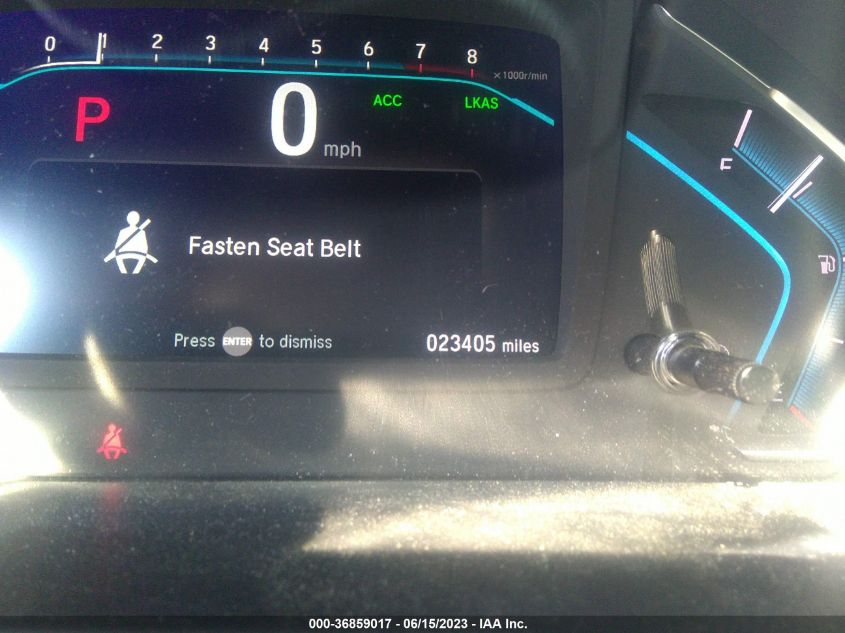 0 1 2 3 4 5 6 7 8
×1000r/min
P 0 mph ACC LKAS
F
Fasten Seat Belt
Press ENTER to dismiss
023405 miles
000-36859017 - 06/15/2023 - IAA Inc.